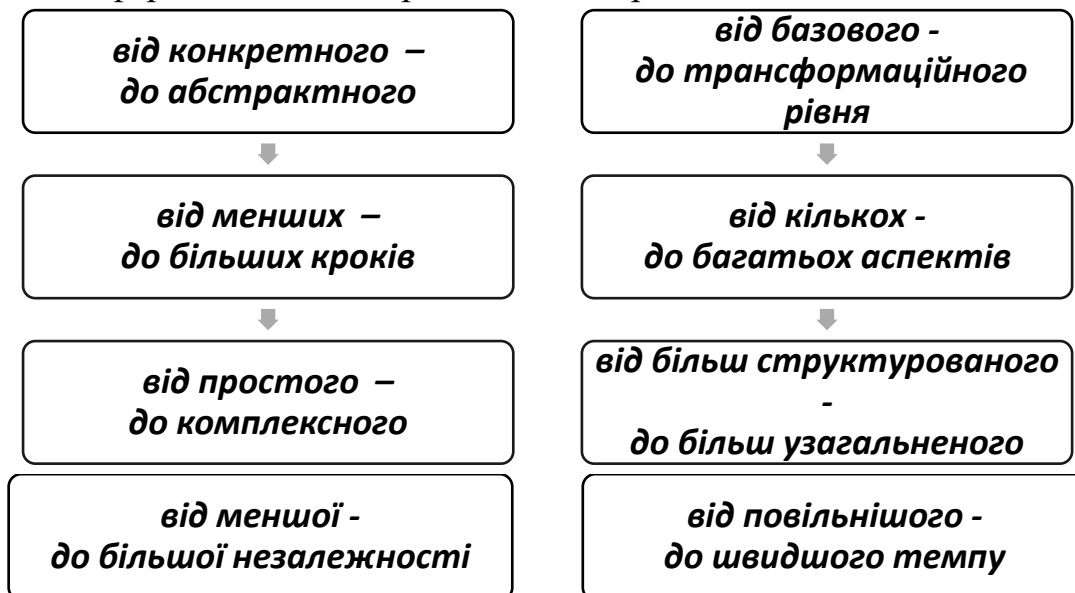 від конкретного –
до абстрактного
від менших –
до більших кроків
від простого –
до комплексного
від меншої -
до більшої незалежності
від базового -
до трансформаційного
рівня
від кількох -
до багатьох аспектів
від більш структурованого
-
до більш узагальненого
від повільнішого -
до швидшого темпу